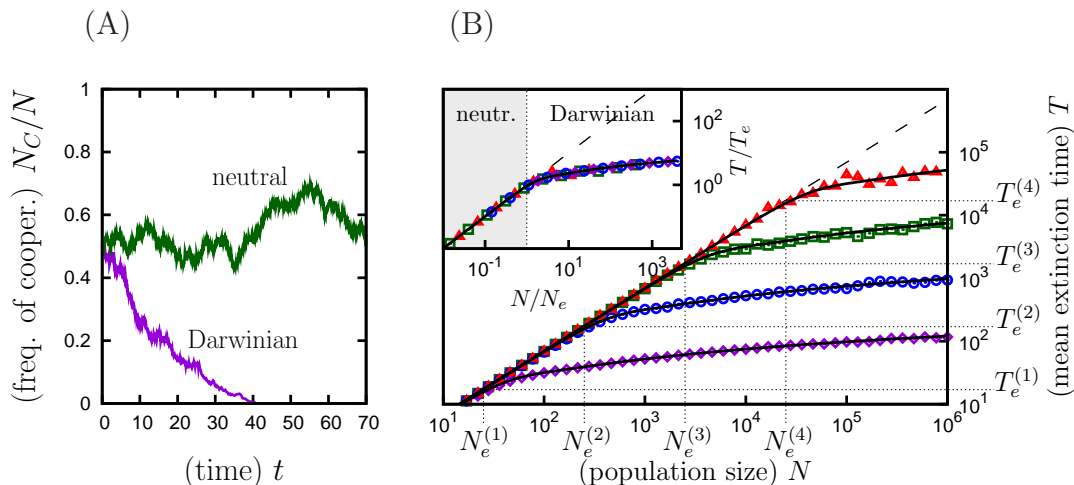 (A)
(freq. of cooper.) N_C/N
1
0.8
0.6
0.4
0.2
0
neutral
Darwinian
0 10 20 30 40 50 60 70
(time) t
(B)
neutr. Darwinian
T/T_e
10^2
10^0
10^-1 10^1 10^3
N/N_e
10^5
T_e^(4)
10^4
T_e^(3)
10^3
T_e^(2)
10^2
T_e^(1)
10^1
(mean extinction time) T
10^1 10^2 10^3 10^4 10^5 10^6
N_e^(1) N_e^(2) N_e^(3) N_e^(4)
(population size) N